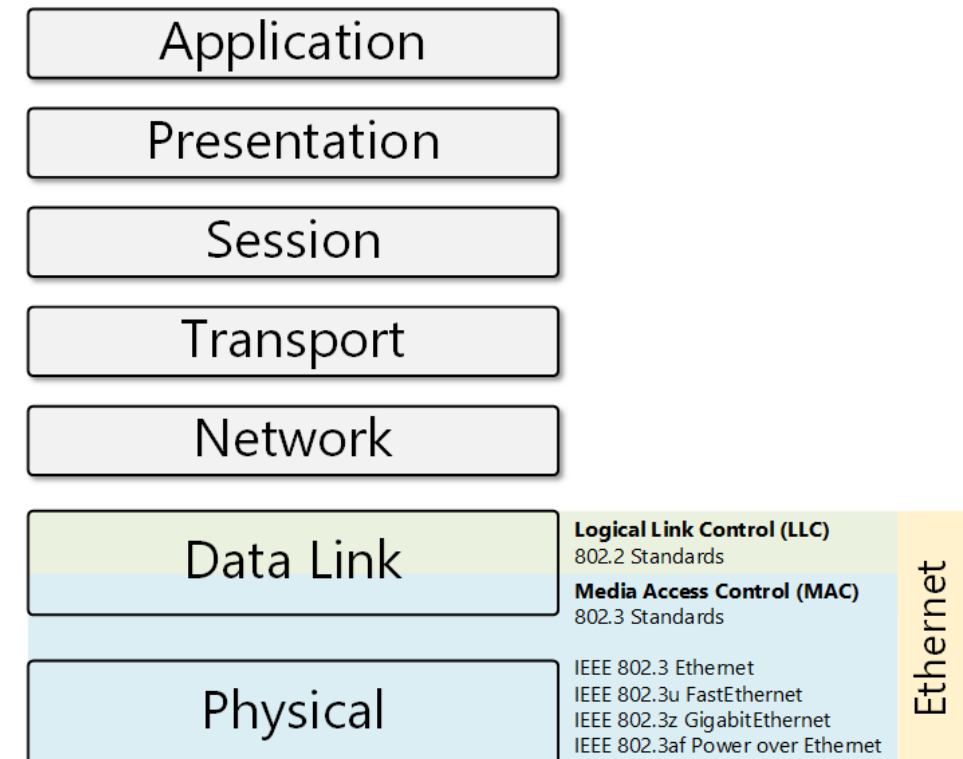 Application
Presentation
Session
Transport
Network
Data Link
Logical Link Control (LLC)
802.2 Standards
Media Access Control (MAC)
802.3 Standards
Physical
IEEE 802.3 Ethernet
IEEE 802.3u FastEthernet
IEEE 802.3z GigabitEthernet
IEEE 802.3af Power over Ethernet
Ethernet